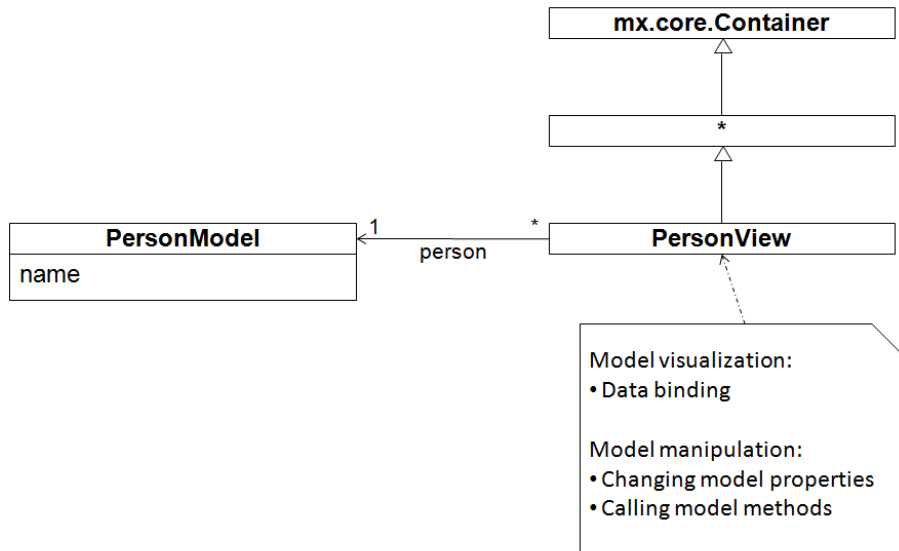 mx.core.Container
*
PersonModel
name
1
person
*
PersonView
Model visualization:
• Data binding
Model manipulation:
• Changing model properties
• Calling model methods